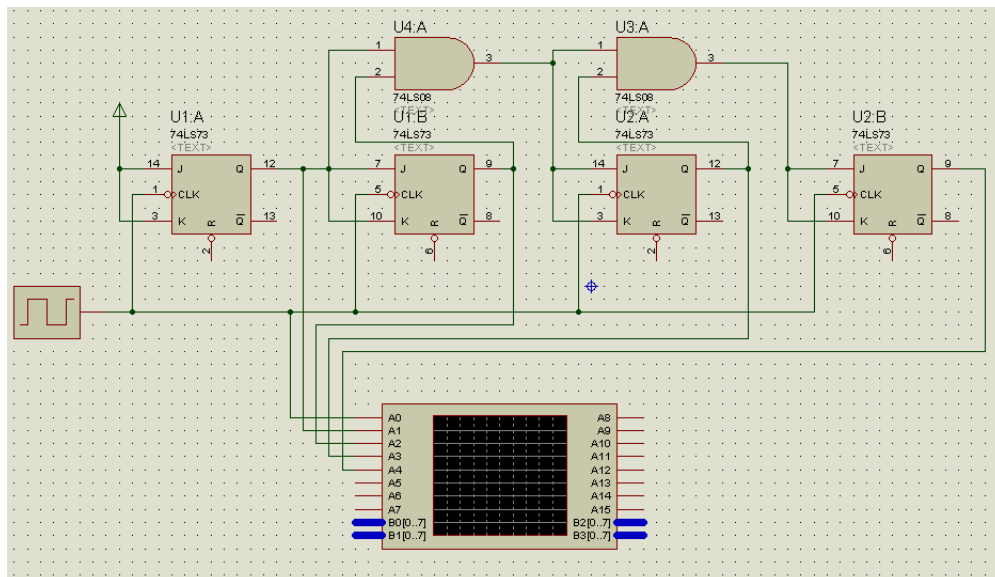 U4:A
U3:A
1
3
2
74LS08
<TEXT>
1
3
2
74LS08
<TEXT>
U1:A
74LS73
<TEXT>
U1:B
74LS73
<TEXT>
U2:A
74LS73
<TEXT>
U2:B
74LS73
<TEXT>
14 J Q 12
1 CLK
3 K Q 13
R
2
7 J Q 9
5 CLK
10 K Q 8
R
6
14 J Q 12
1 CLK
3 K Q 13
R
2
7 J Q 9
5 CLK
10 K Q 8
R
6
A0 A8
A1 A9
A2 A10
A3 A11
A4 A12
A5 A13
A6 A14
A7 A15
B0[0..7] B2[0..7]
B1[0..7] B3[0..7]